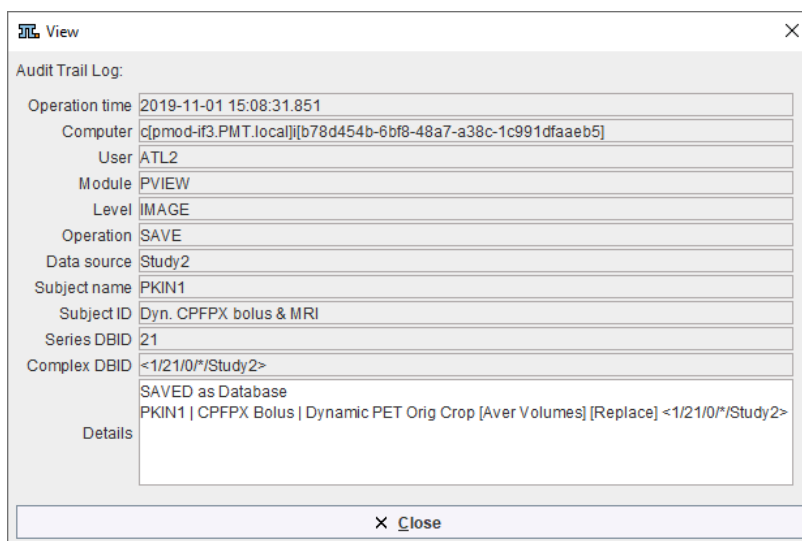 View
Audit Trail Log:
Operation time 2019-11-01 15:08:31.851
Computer c[pmod-if3.PMT.local]i[b78d454b-6bf8-48a7-a38c-1c991dfaaeb5]
User ATL2
Module PVIEW
Level IMAGE
Operation SAVE
Data source Study2
Subject name PKIN1
Subject ID Dyn. CPFPX bolus & MRI
Series DBID 21
Complex DBID <1/21/0/*/Study2>
Details
SAVED as Database
PKIN1 | CPFPX Bolus | Dynamic PET Orig Crop [Aver Volumes] [Replace] <1/21/0/*/Study2>
Close